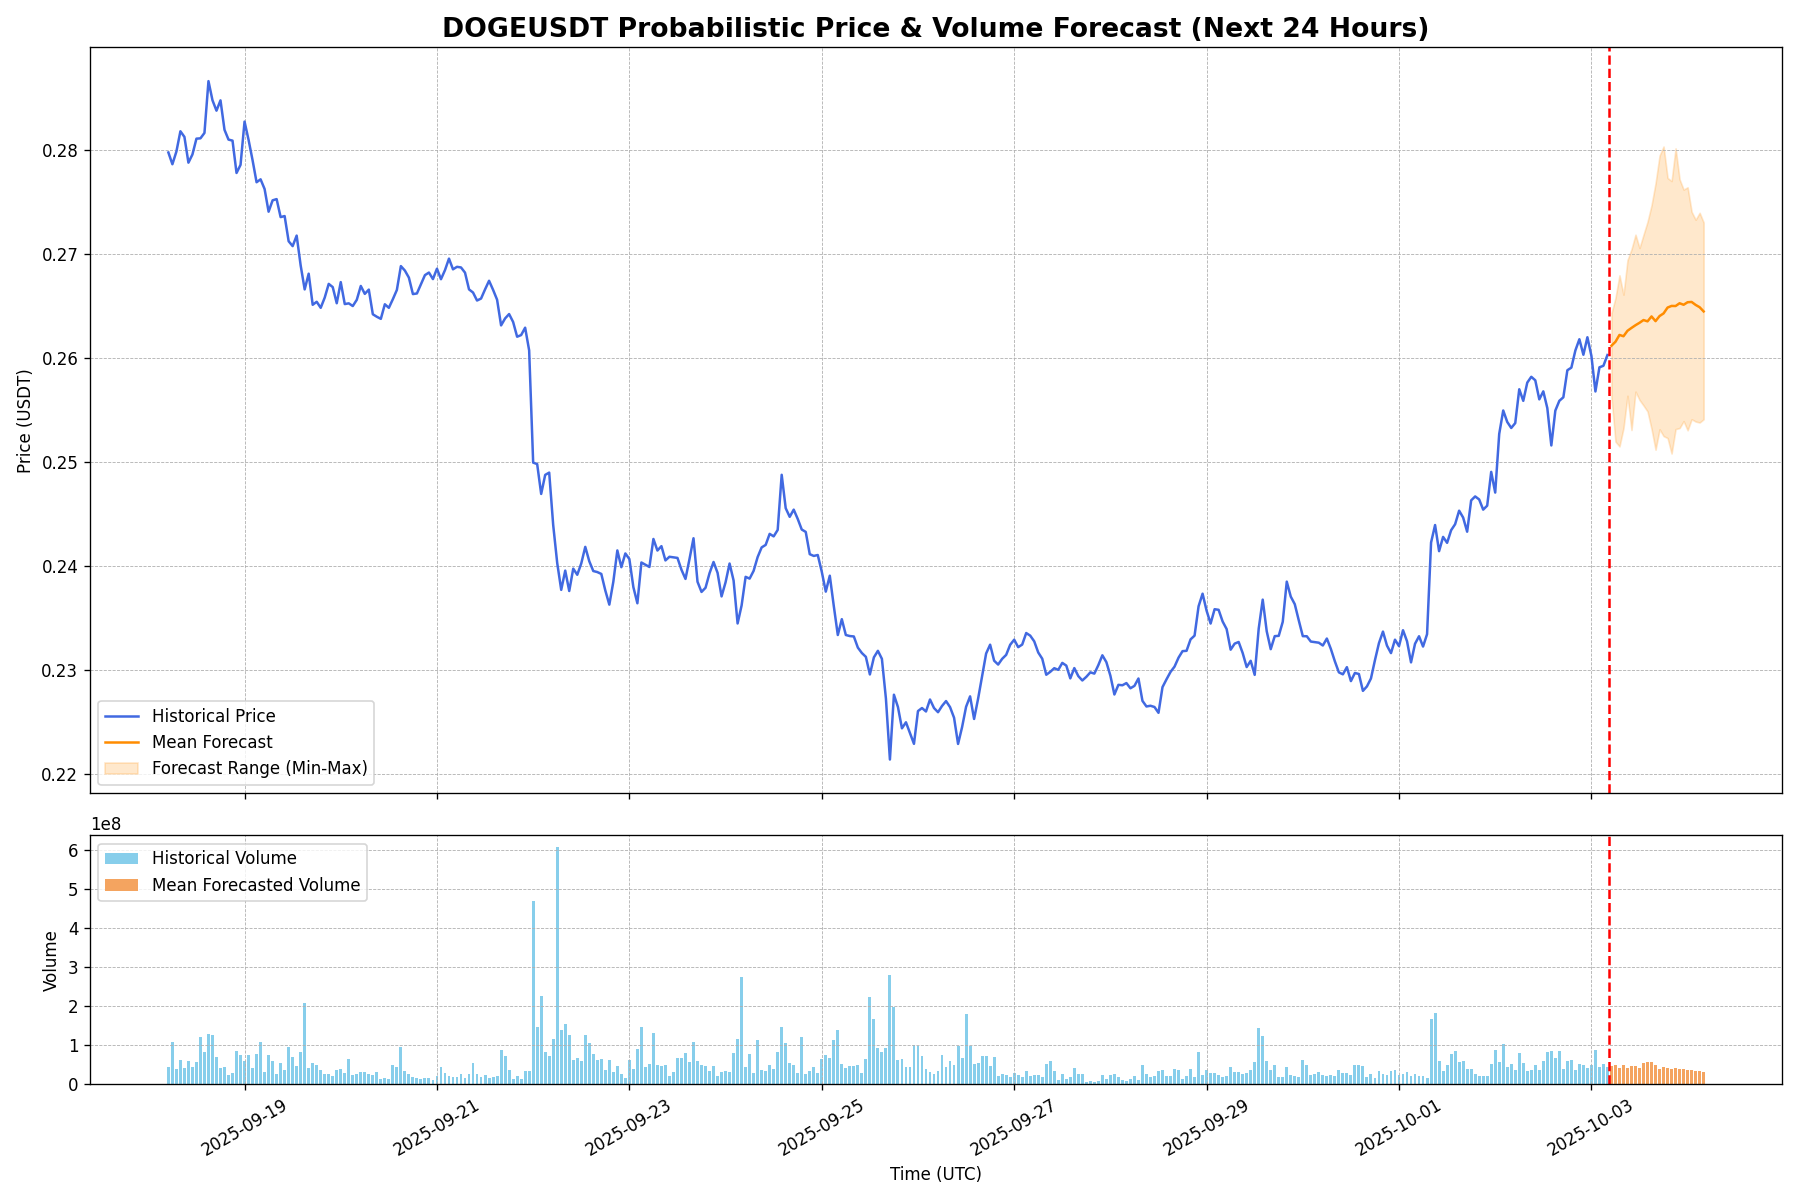 DOGEUSDT Probabilistic Price & Volume Forecast (Next 24 Hours)
Price (USDT)
0.28
0.27
0.26
0.25
0.24
0.23
0.22
Historical Price
Mean Forecast
Forecast Range (Min-Max)
1e8
Volume
6
5
4
3
2
1
0
Historical Volume
Mean Forecasted Volume
2025-09-19
2025-09-21
2025-09-23
2025-09-25
2025-09-27
2025-09-29
2025-10-01
2025-10-03
Time (UTC)